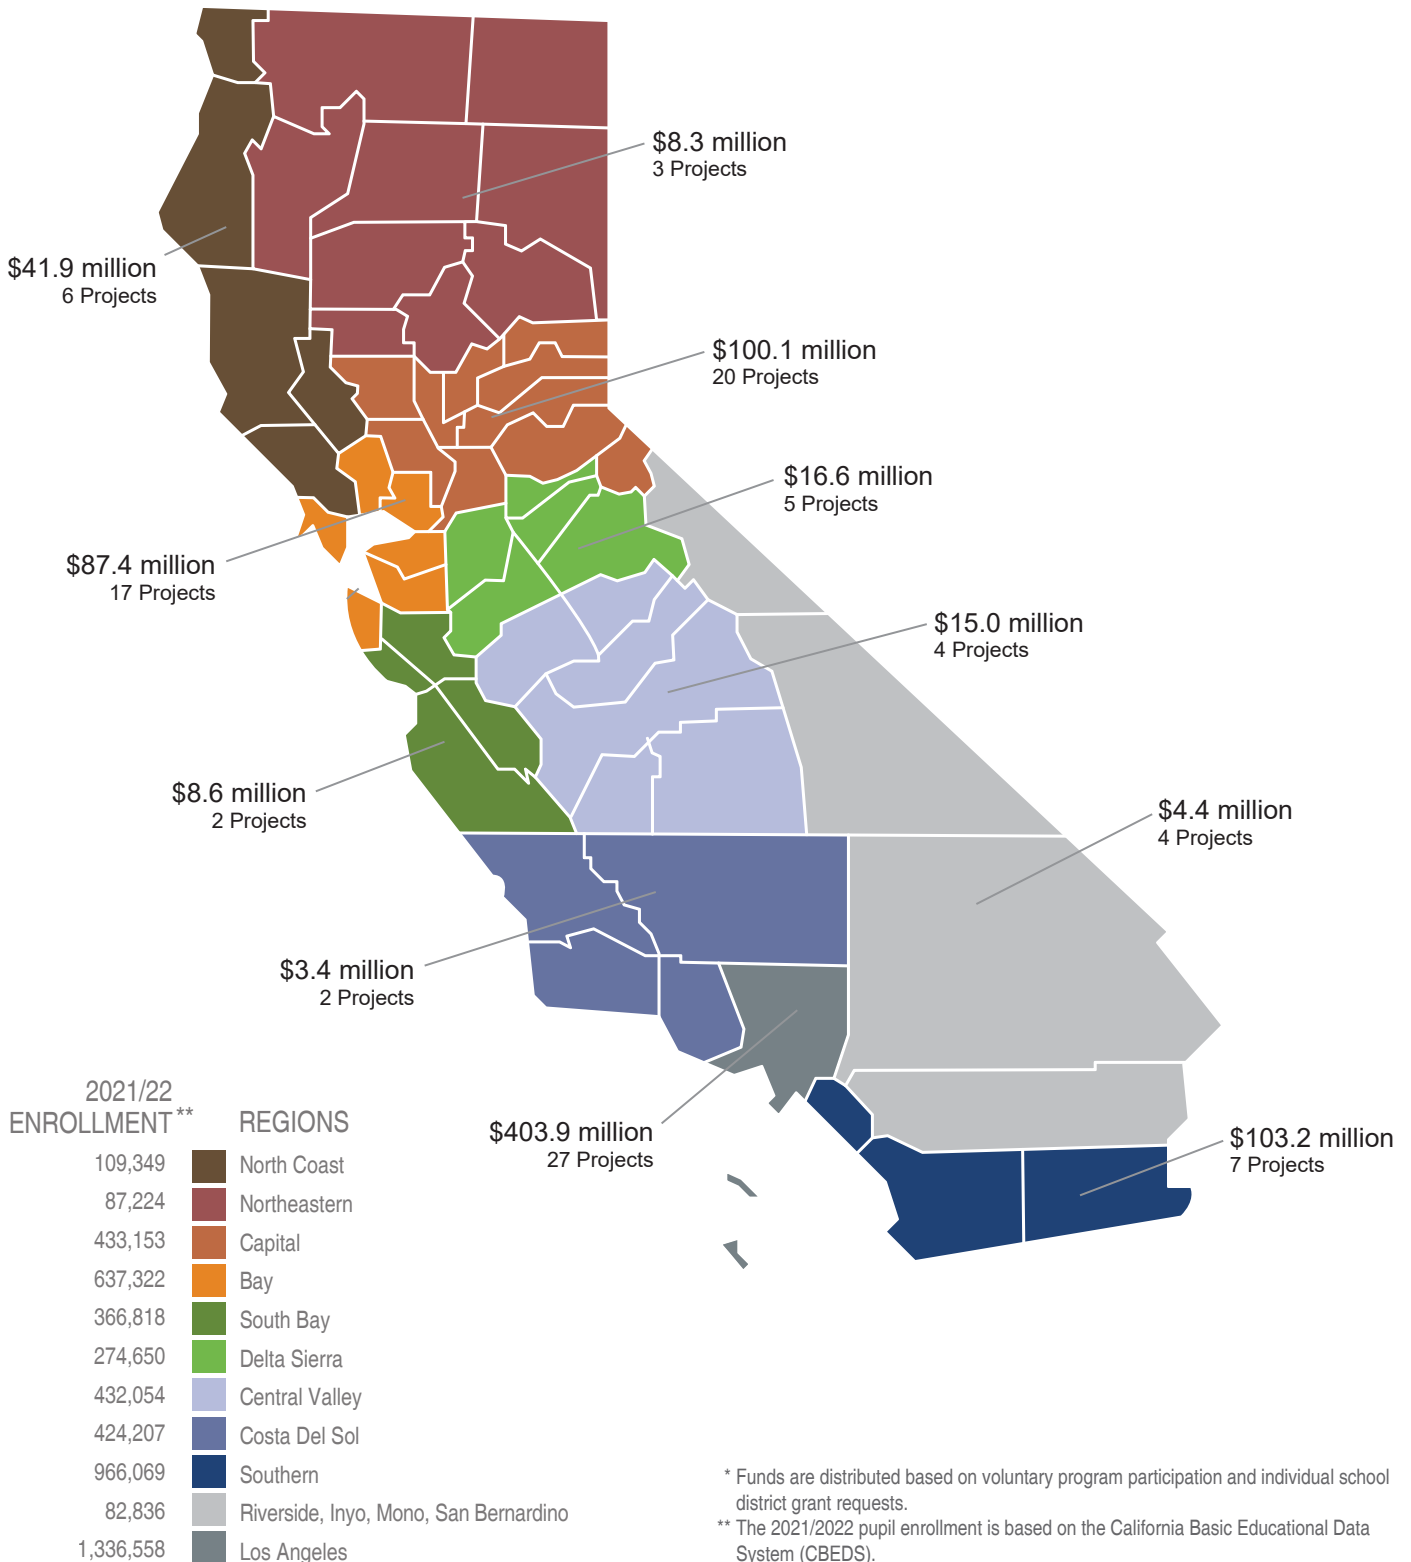 $8.3 million
3 Projects
$41.9 million
6 Projects
$100.1 million
20 Projects
$16.6 million
5 Projects
$87.4 million
17 Projects
$15.0 million
4 Projects
$8.6 million
2 Projects
$4.4 million
4 Projects
$3.4 million
2 Projects
$403.9 million
27 Projects
$103.2 million
7 Projects
2021/22
ENROLLMENT** REGIONS
109,349 North Coast
87,224 Northeastern
433,153 Capital
637,322 Bay
366,818 South Bay
274,650 Delta Sierra
432,054 Central Valley
424,207 Costa Del Sol
966,069 Southern
82,836 Riverside, Inyo, Mono, San Bernardino
1,336,558 Los Angeles
* Funds are distributed based on voluntary program participation and individual school
district grant requests.
** The 2021/2022 pupil enrollment is based on the California Basic Educational Data
System (CBEDS).